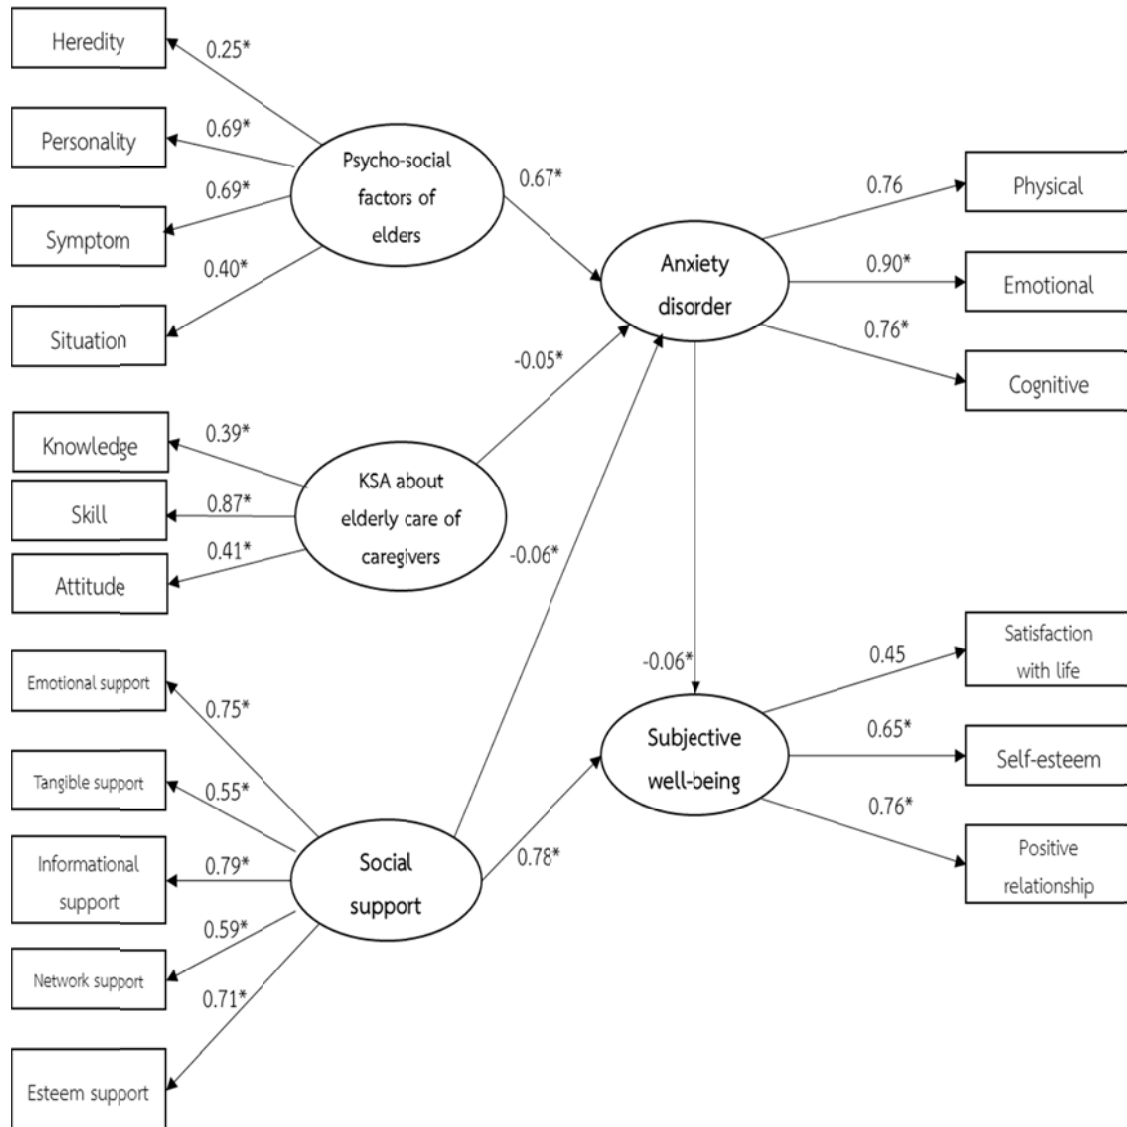 Heredity
0.25*
Personality
0.69*
Symptom
0.69*
Situation
0.40*
Psycho-social
factors of
elders
0.67*
Knowledge
0.39*
Skill
0.87*
Attitude
0.41*
KSA about
elderly care of
caregivers
-0.05*
Emotional support
0.75*
Tangible support
0.55*
Informational
support
0.79*
Network support
0.59*
Esteem support
0.71*
Social
support
-0.06*
0.78*
Anxiety
disorder
0.76
Physical
0.90*
Emotional
0.76*
Cognitive
-0.06*
Subjective
well-being
0.45
Satisfaction
with life
0.65*
Self-esteem
0.76*
Positive
relationship